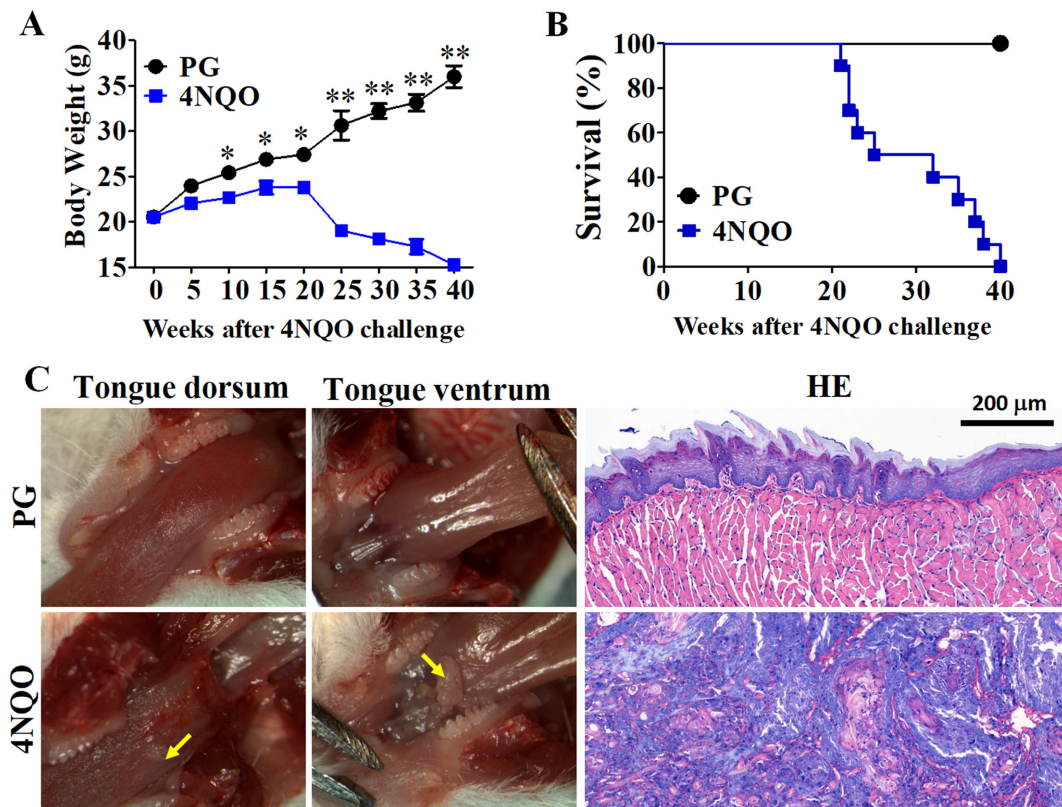 A
Body Weight (g)
40
35
30
25
20
15
PG
4NQO
*
*
*
**
**
**
**
0
5
10
15
20
25
30
35
40
Weeks after 4NQO challenge
B
Survival (%)
100
80
60
40
20
0
PG
4NQO
0
10
20
30
40
Weeks after 4NQO challenge
C
Tongue dorsum
Tongue ventrum
HE
200 μm
PG
4NQO